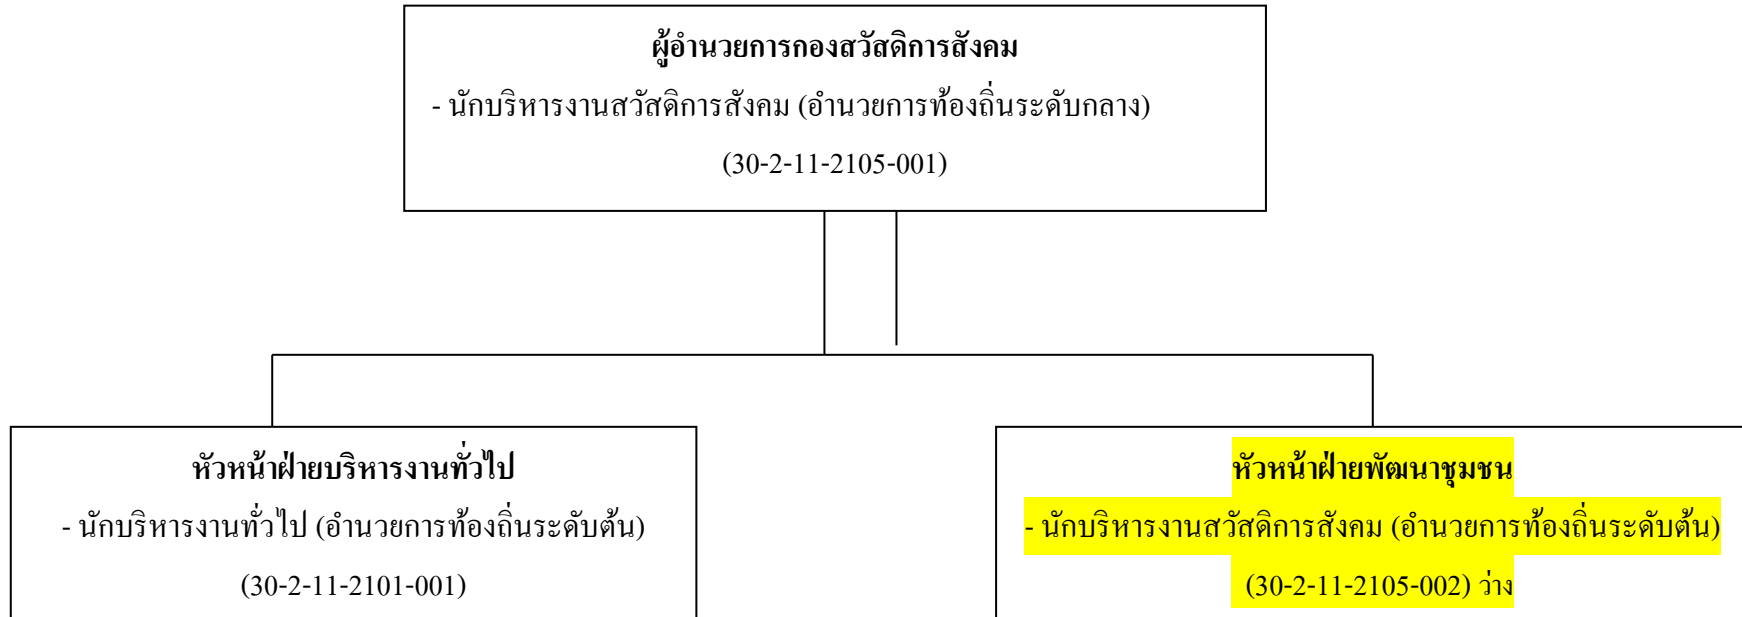 ผู้อำนวยการกองสวัสดิการสังคม
- นักบริหารงานสวัสดิการสังคม (อำนวยการท้องถิ่นระดับกลาง)
(30-2-11-2105-001)
หัวหน้าฝ่ายบริหารงานทั่วไป
- นักบริหารงานทั่วไป (อำนวยการท้องถิ่นระดับต้น)
(30-2-11-2101-001)
หัวหน้าฝ่ายพัฒนาชุมชน
- นักบริหารงานสวัสดิการสังคม (อำนวยการท้องถิ่นระดับต้น)
(30-2-11-2105-002) ว่าง